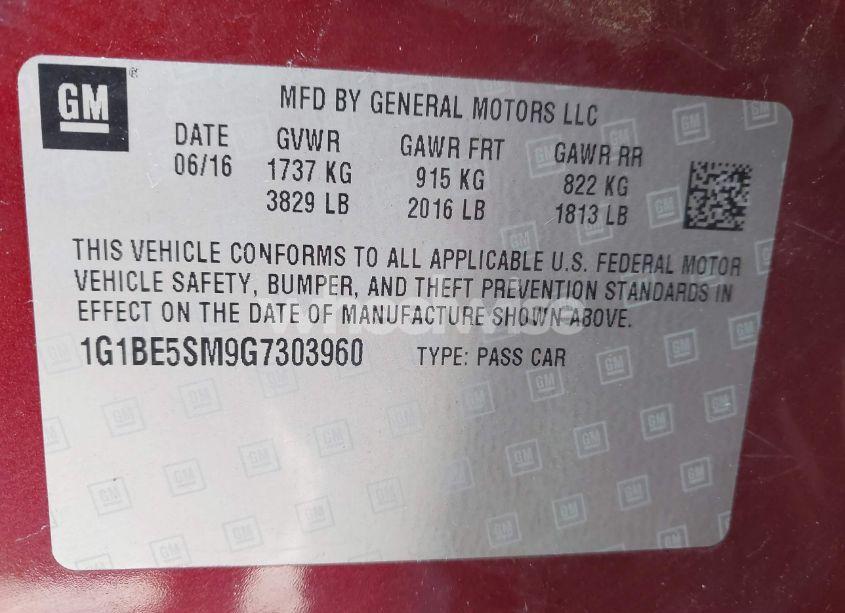 GM ®
MFD BY GENERAL MOTORS LLC
DATE GVWR GAWR FRT GAWR RR
06/16 1737 KG 915 KG 822 KG
3829 LB 2016 LB 1813 LB
THIS VEHICLE CONFORMS TO ALL APPLICABLE U.S. FEDERAL MOTOR
VEHICLE SAFETY, BUMPER, AND THEFT PREVENTION STANDARDS IN
EFFECT ON THE DATE OF MANUFACTURE SHOWN ABOVE.
1G1BE5SM9G7303960 TYPE: PASS CAR